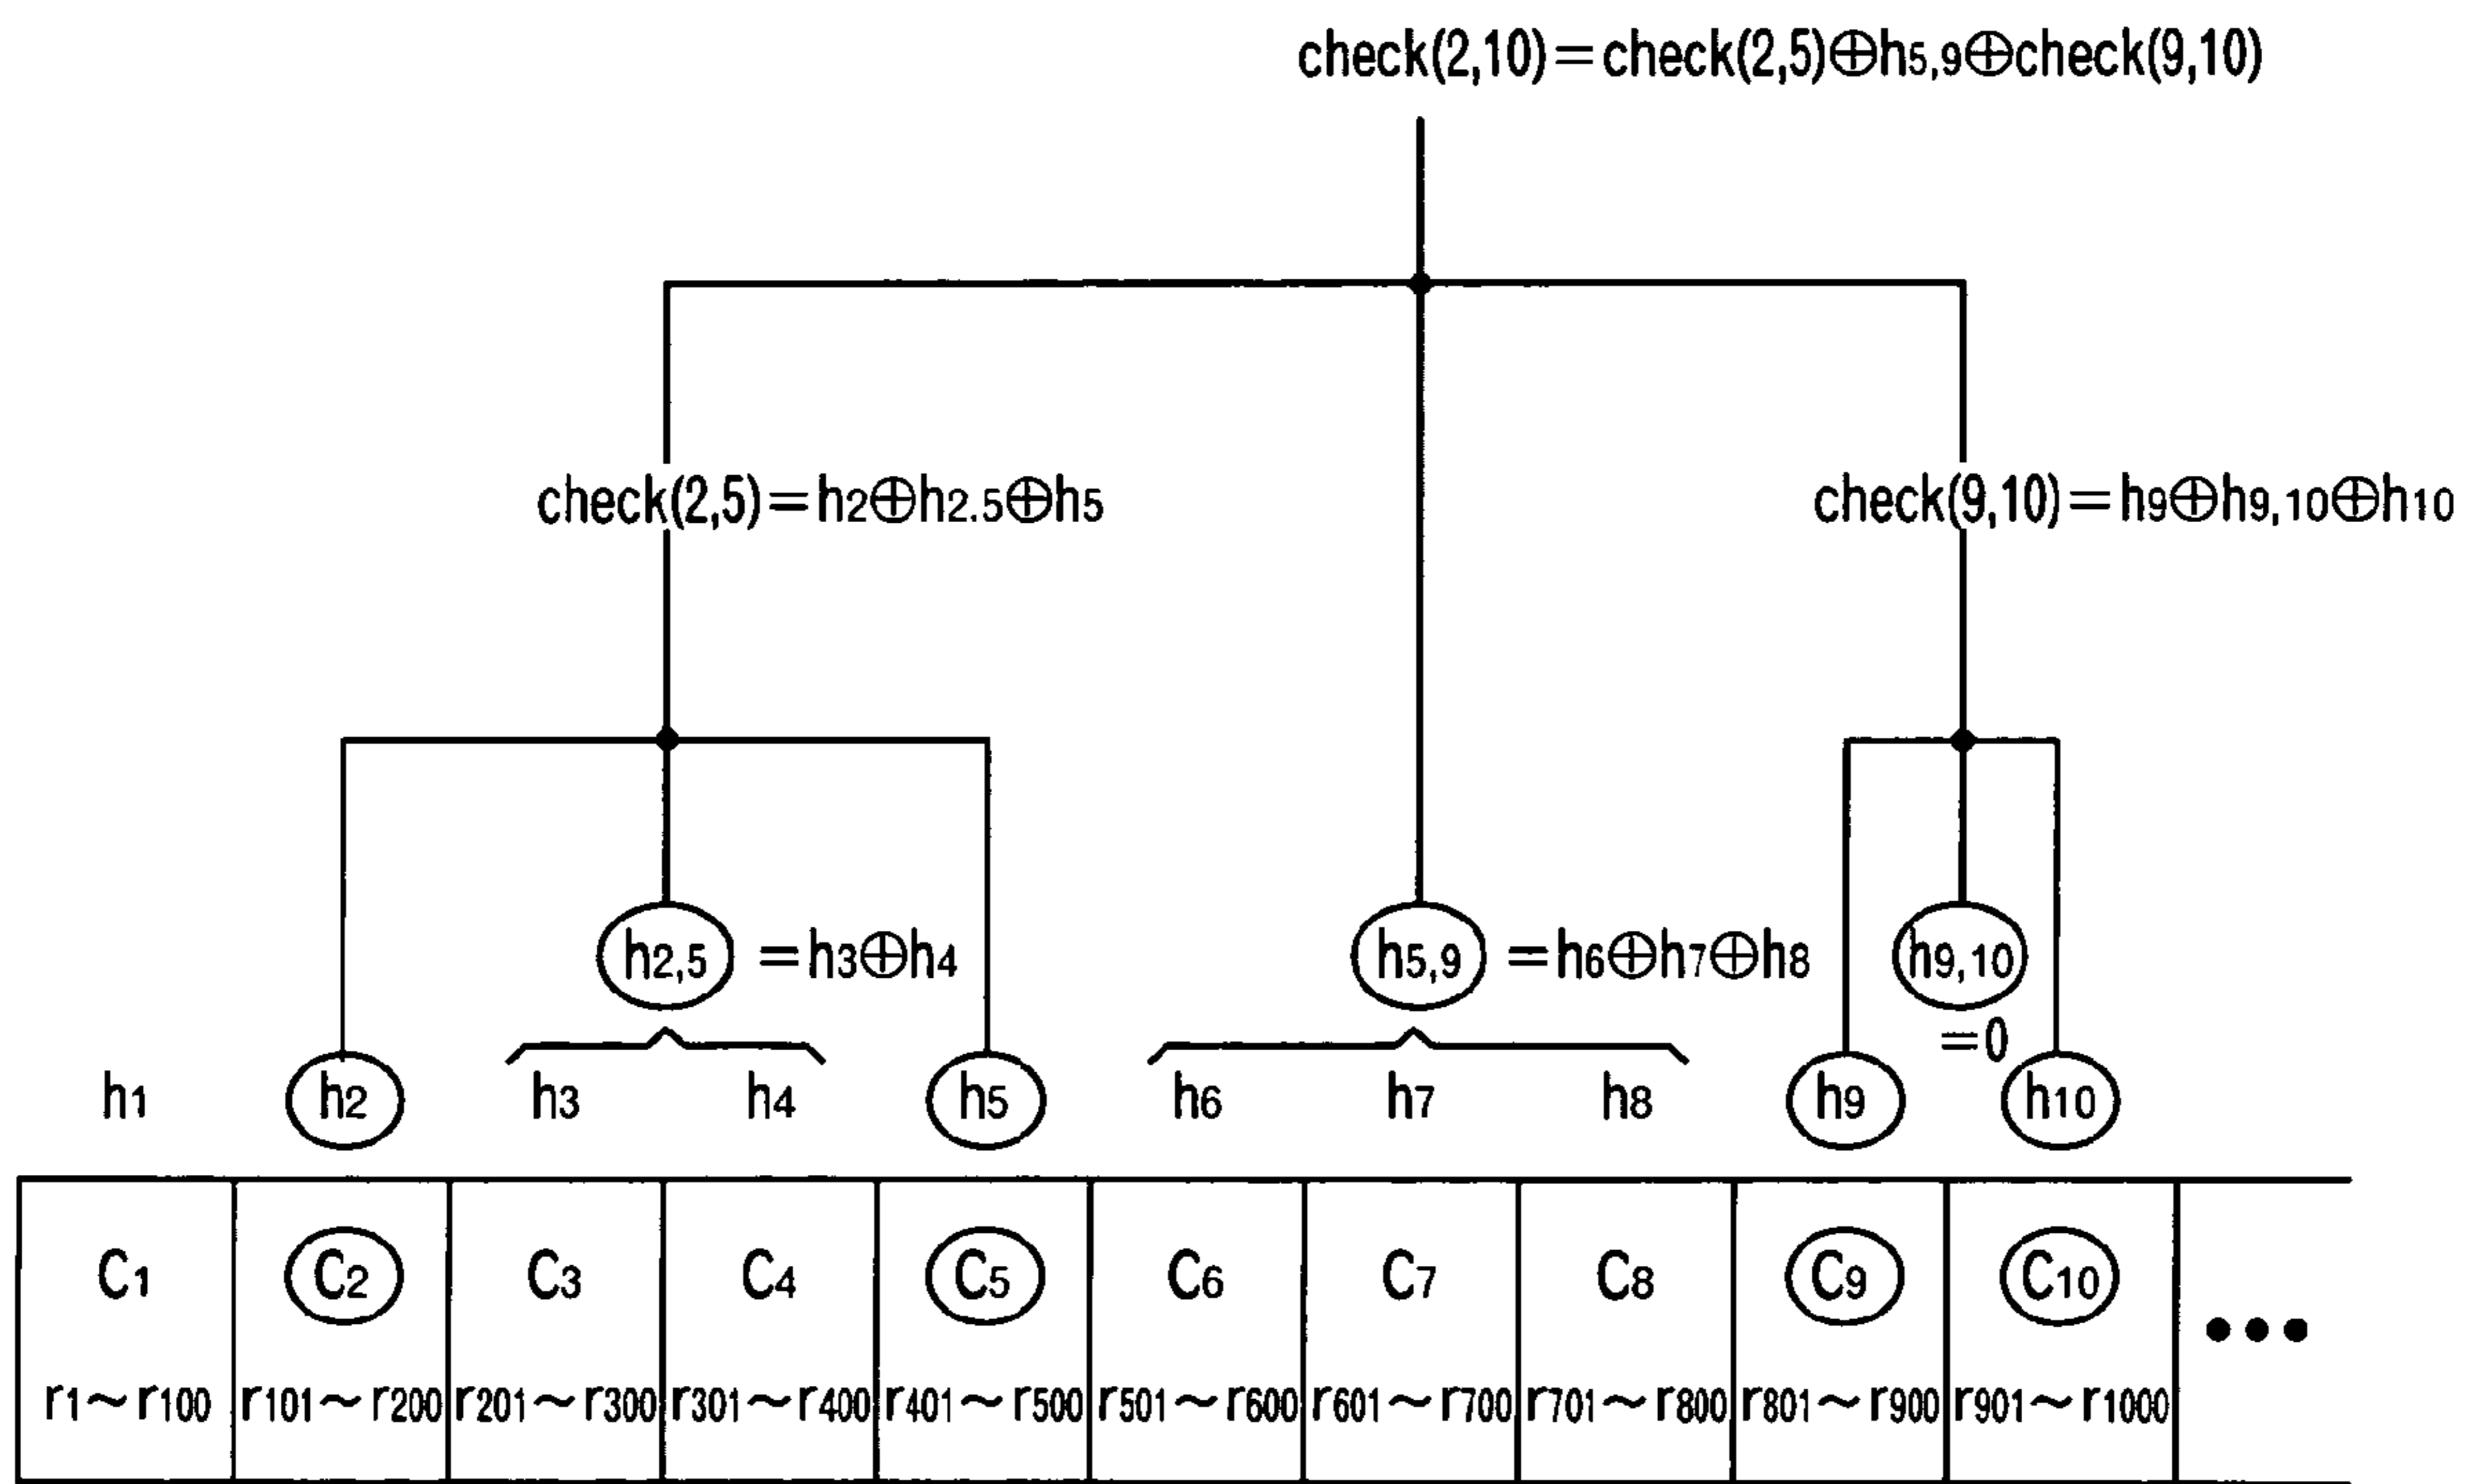 check(2,10)=check(2,5)⊕h5,9⊕check(9,10)
check(2,5)=h2⊕h2.5⊕h5
check(9,10)=h9⊕h9,10⊕h10
h2,5 =h3⊕h4
h5,9 =h6⊕h7⊕h8
h9,10
=0
h1 h2 h3 h4 h5 h6 h7 h8 h9 h10
C1 C2 C3 C4 C5 C6 C7 C8 C9 C10
•••
r1~r100 r101~r200 r201~r300 r301~r400 r401~r500 r501~r600 r601~r700 r701~r800 r801~r900 r901~r1000